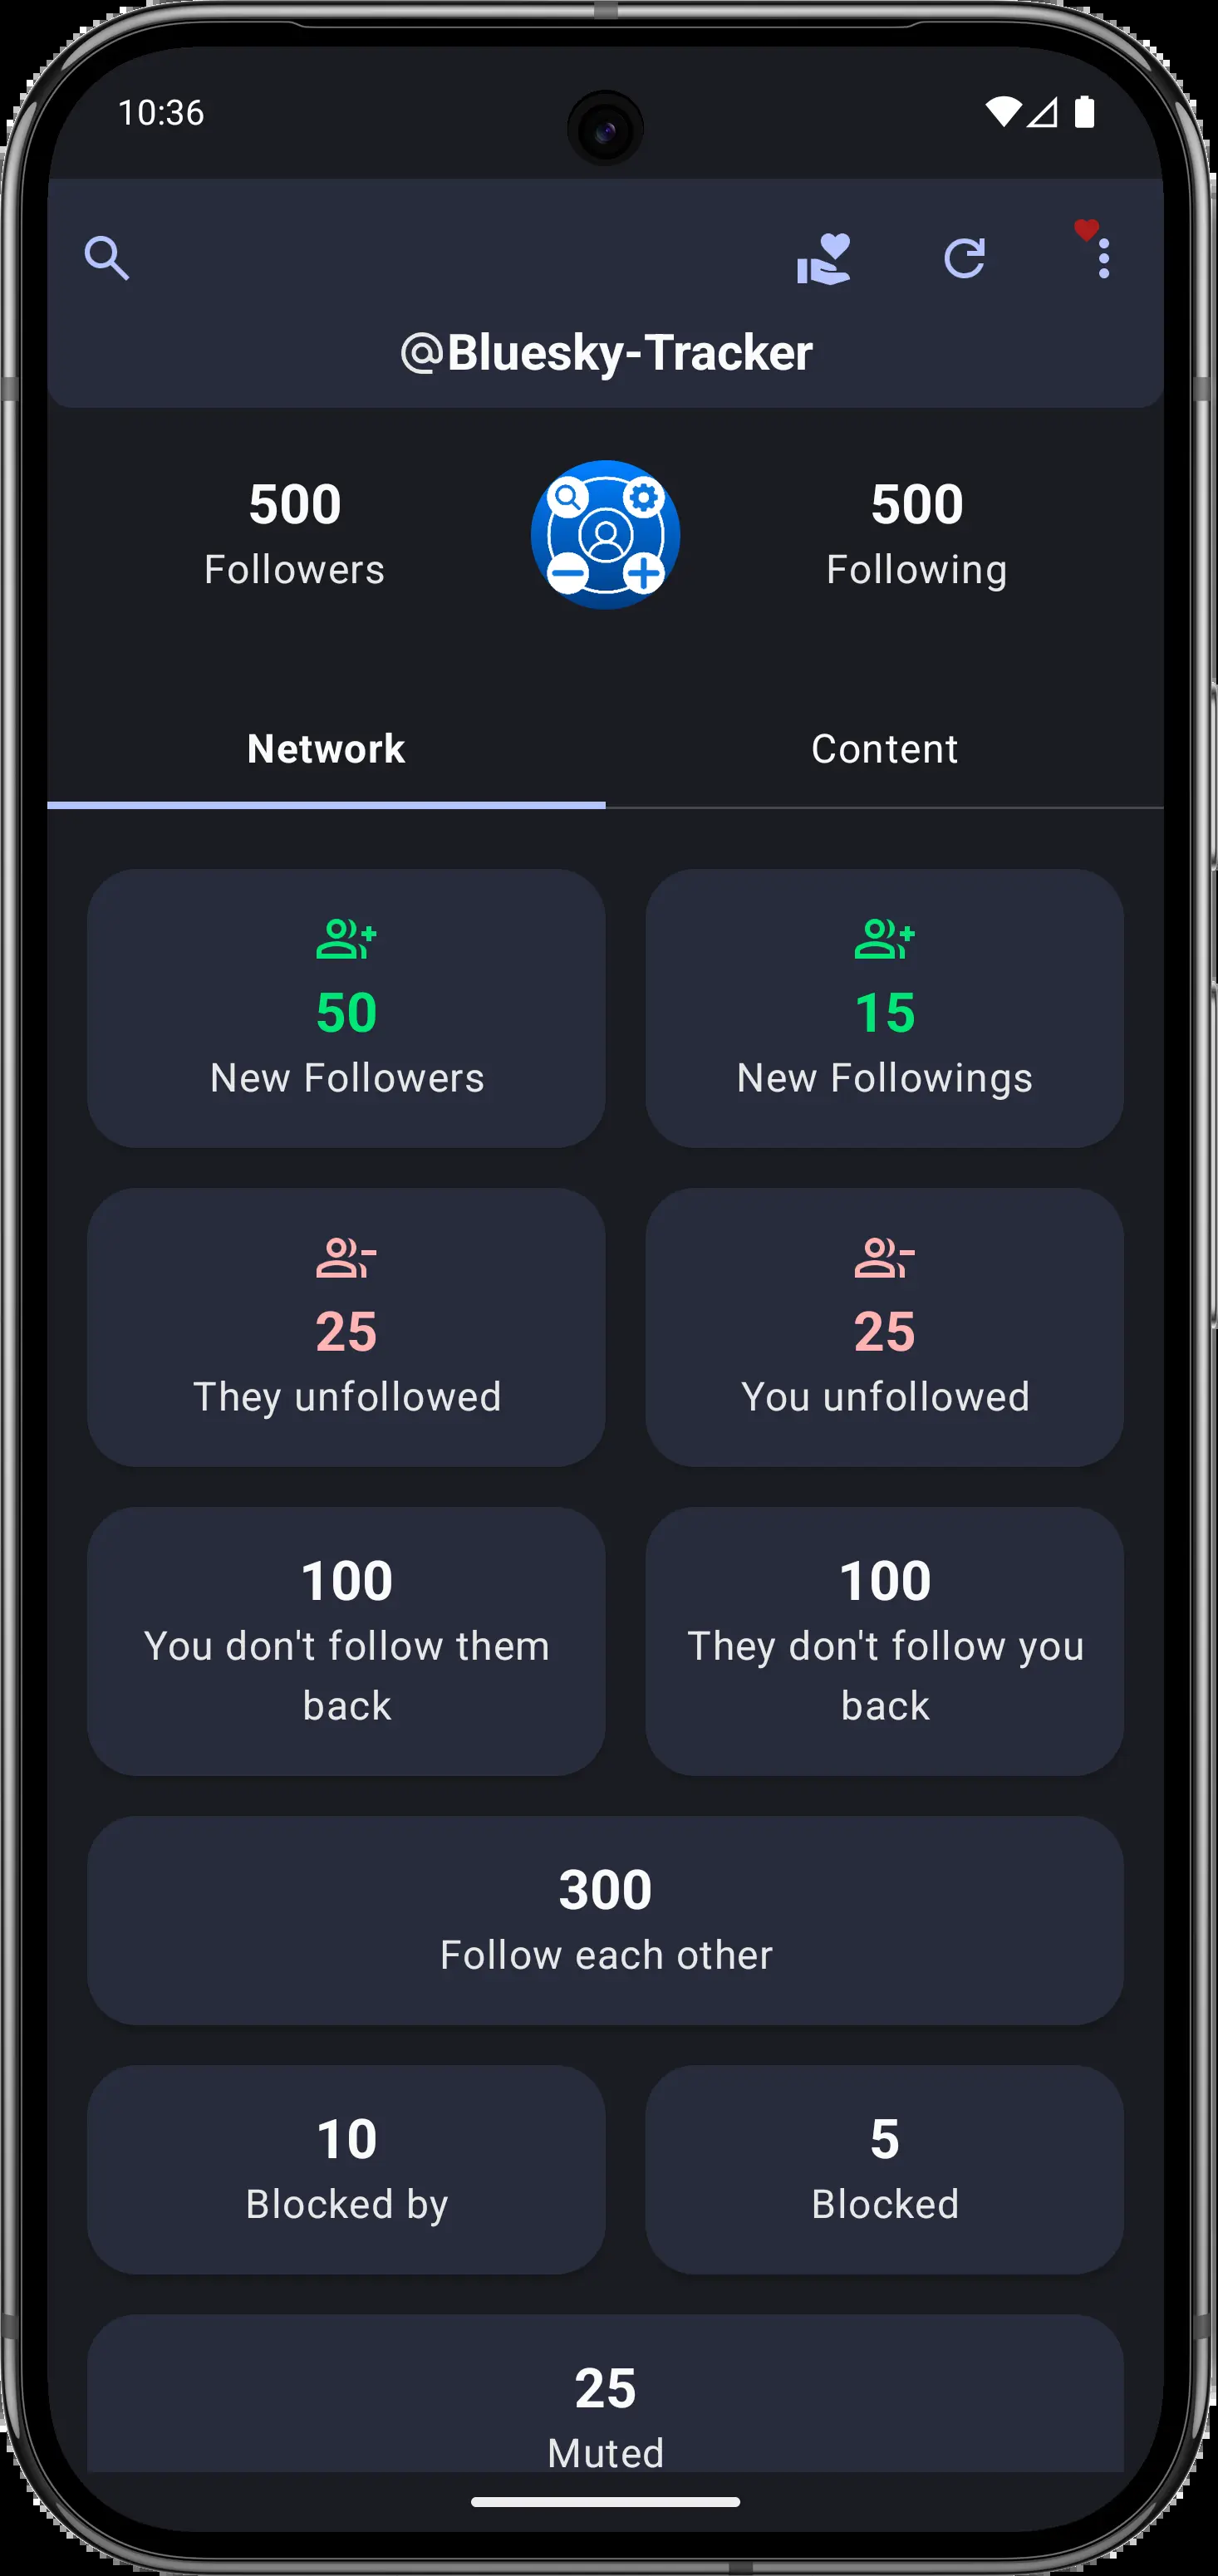 10:36
@Bluesky-Tracker
500
Followers
500
Following
Network
Content
50
New Followers
15
New Followings
25
They unfollowed
25
You unfollowed
100
You don't follow them
back
100
They don't follow you
back
300
Follow each other
10
Blocked by
5
Blocked
25
Muted